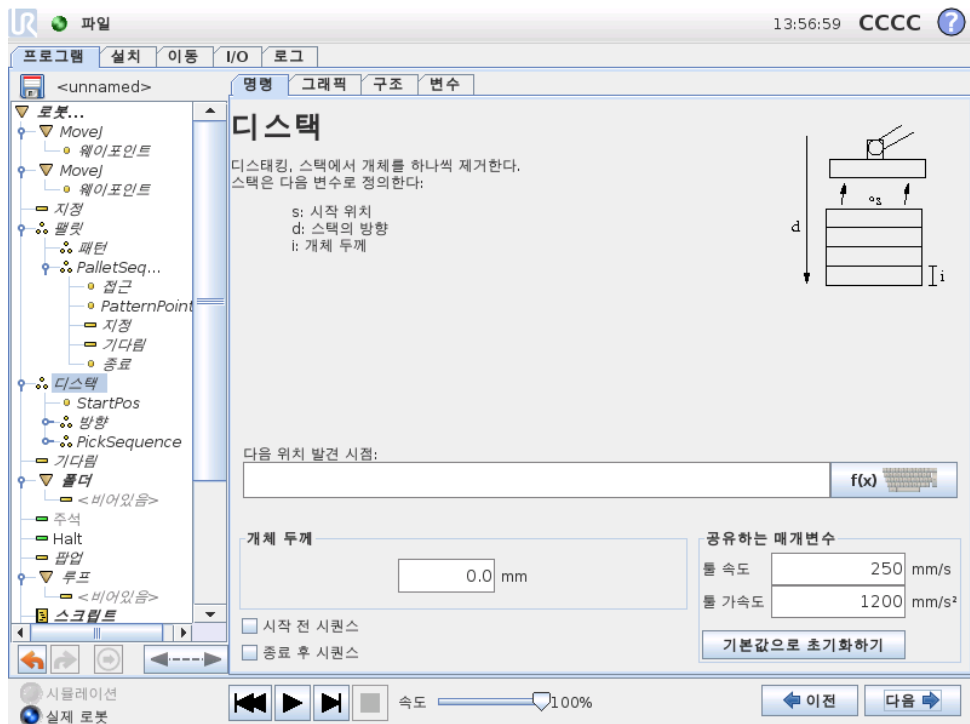 UR 파일 13:56:59 CCCC ?
프로그램 설치 이동 I/O 로그
<unnamed>
명령 그래픽 구조 변수
로봇...
MoveJ
웨이포인트
MoveJ
웨이포인트
지정
팰릿
패턴
PalletSeq...
접근
PatternPoint
지정
기다림
종료
디스택
StartPos
방향
PickSequence
기다림
폴더
<비어있음>
주석
Halt
팝업
루프
<비어있음>
스크립트
디스택
디스태킹, 스택에서 개체를 하나씩 제거한다.
스택은 다음 변수로 정의한다:
s: 시작 위치
d: 스택의 방향
i: 개체 두께
s
d
i
다음 위치 발견 시점:
f(x)
개체 두께
0.0 mm
시작 전 시퀀스
종료 후 시퀀스
공유하는 매개변수
툴 속도 250 mm/s
툴 가속도 1200 mm/s²
기본값으로 초기화하기
시뮬레이션
실제 로봇
속도 100%
이전 다음